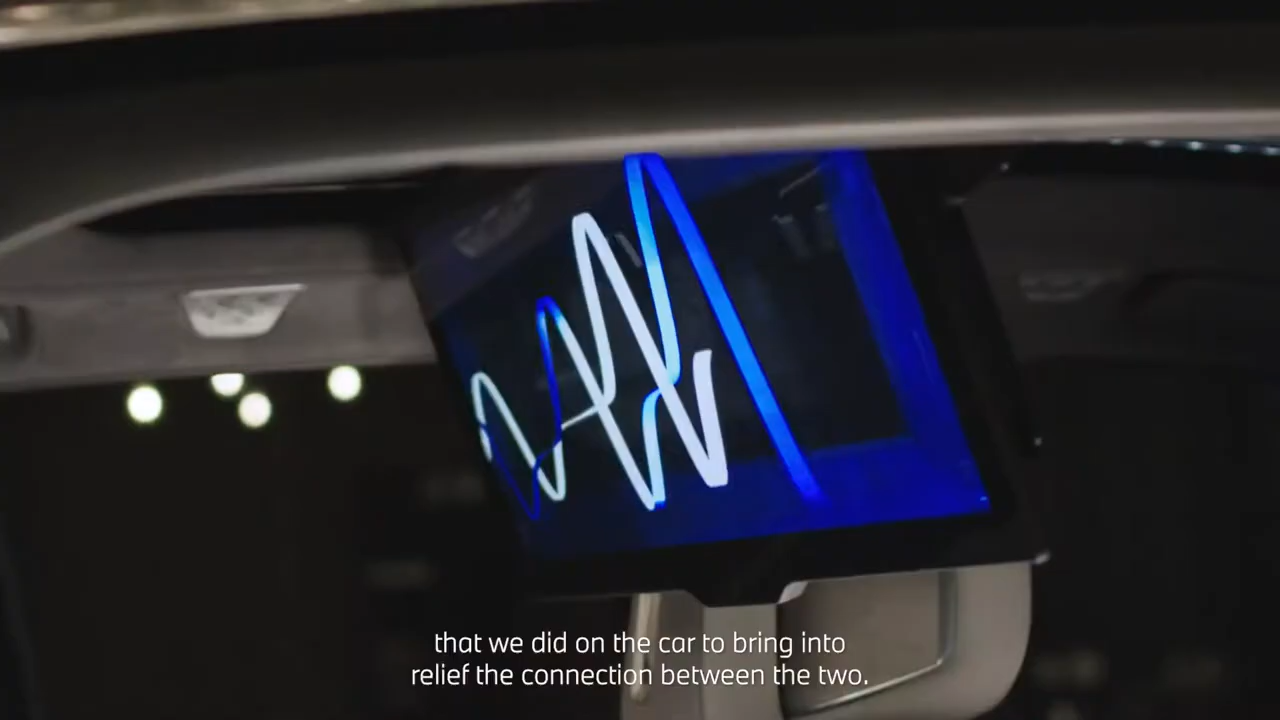 that we did on the car to bring into
relief the connection between the two.